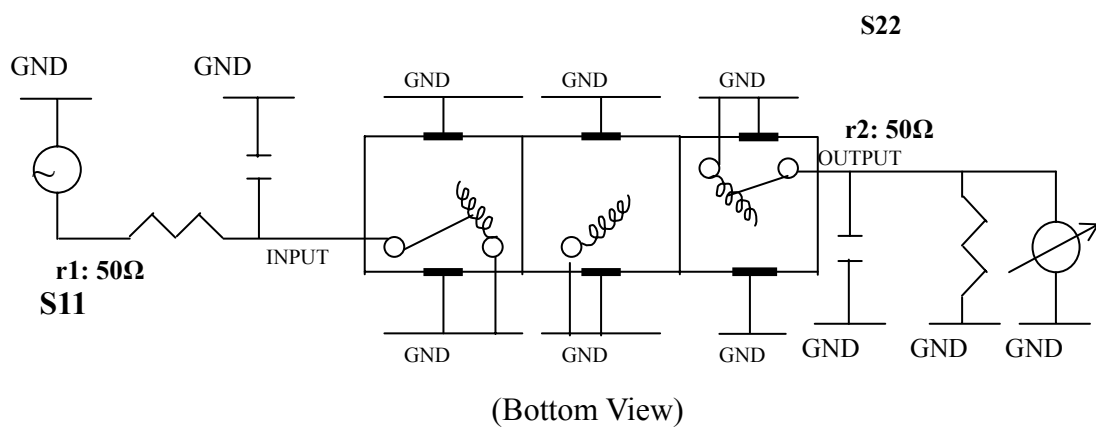 S22
GND
GND
GND
GND
GND
r2: 50Ω
OUTPUT
INPUT
r1: 50Ω
S11
GND
GND
GND
GND
GND
GND
(Bottom View)